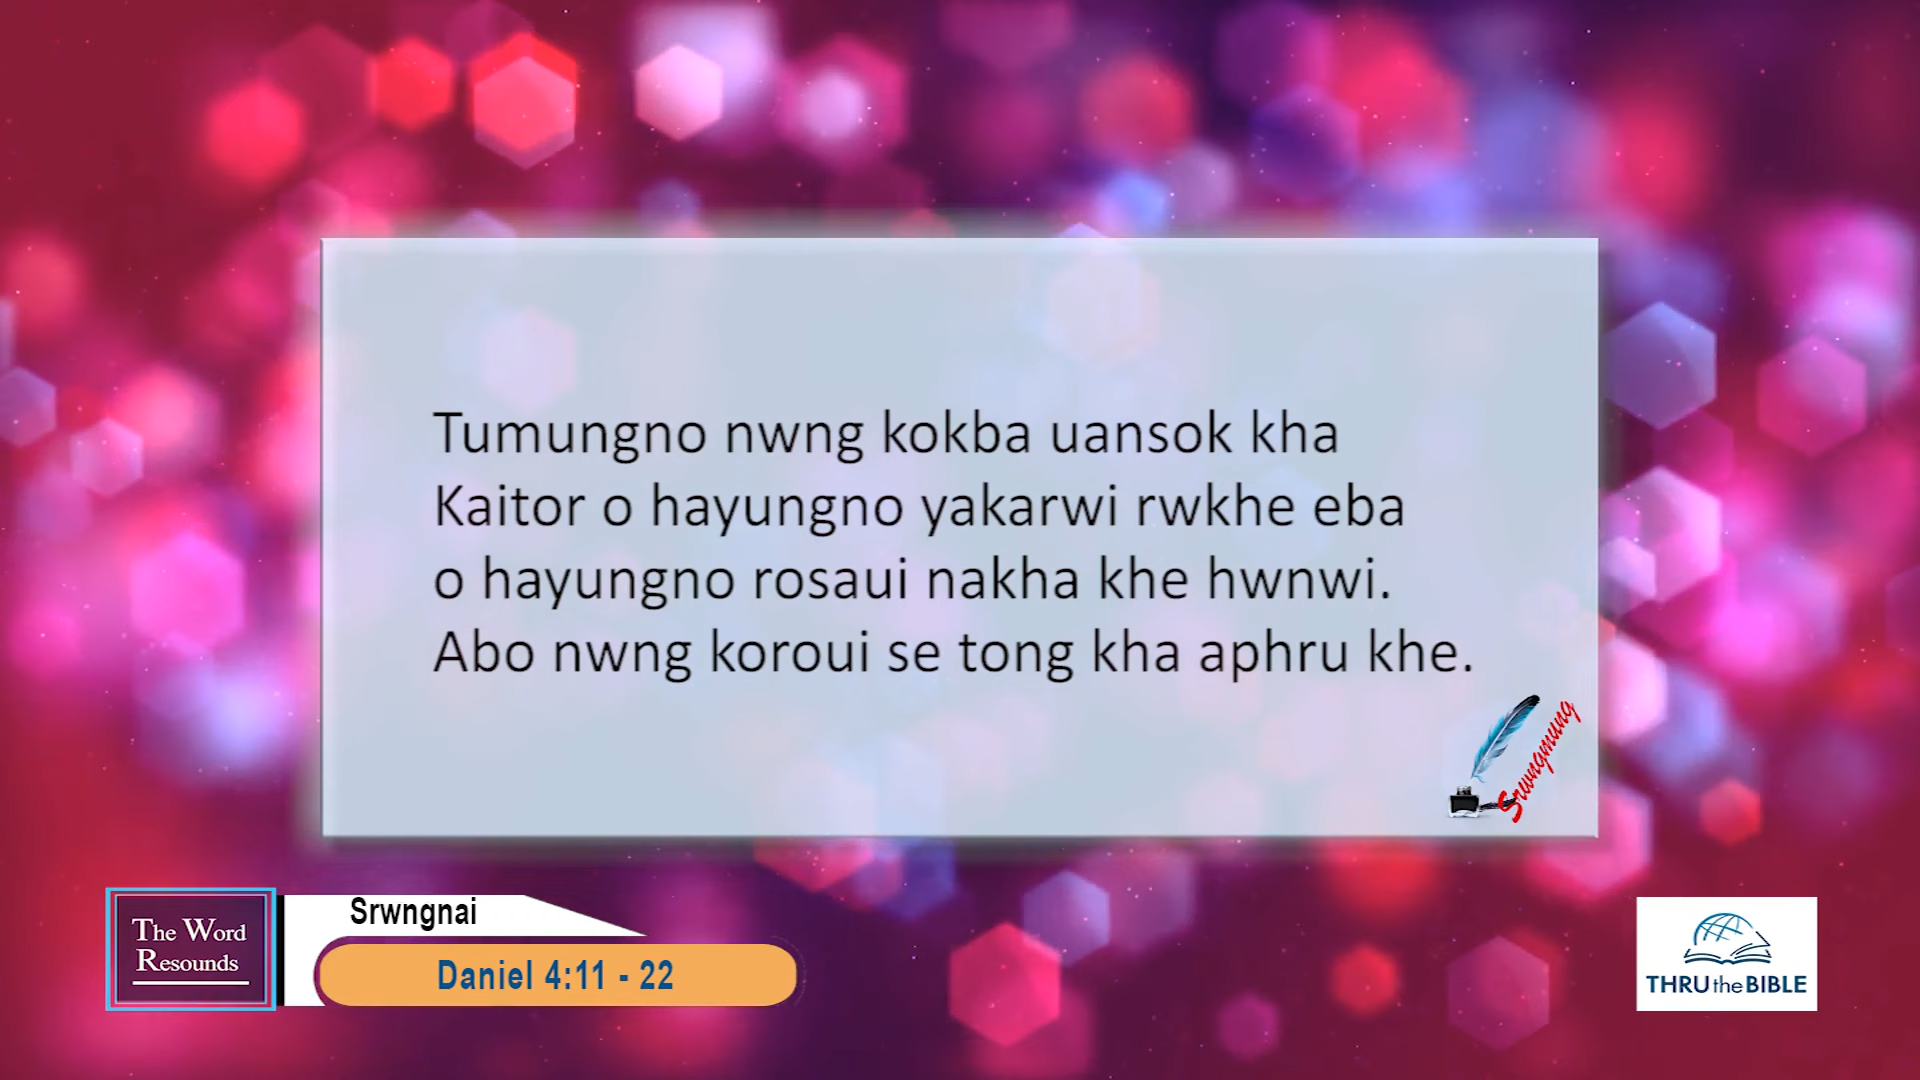 Tumungno nwng kokba uansok kha
Kaitor o hayungno yakarwi rwkhe eba
o hayungno rosaui nakha khe hwnwi.
Abo nwng koroui se tong kha aphru khe.
Srwngmung
The Word
Resounds
Srwngnai
Daniel 4:11 - 22
THRU the BIBLE